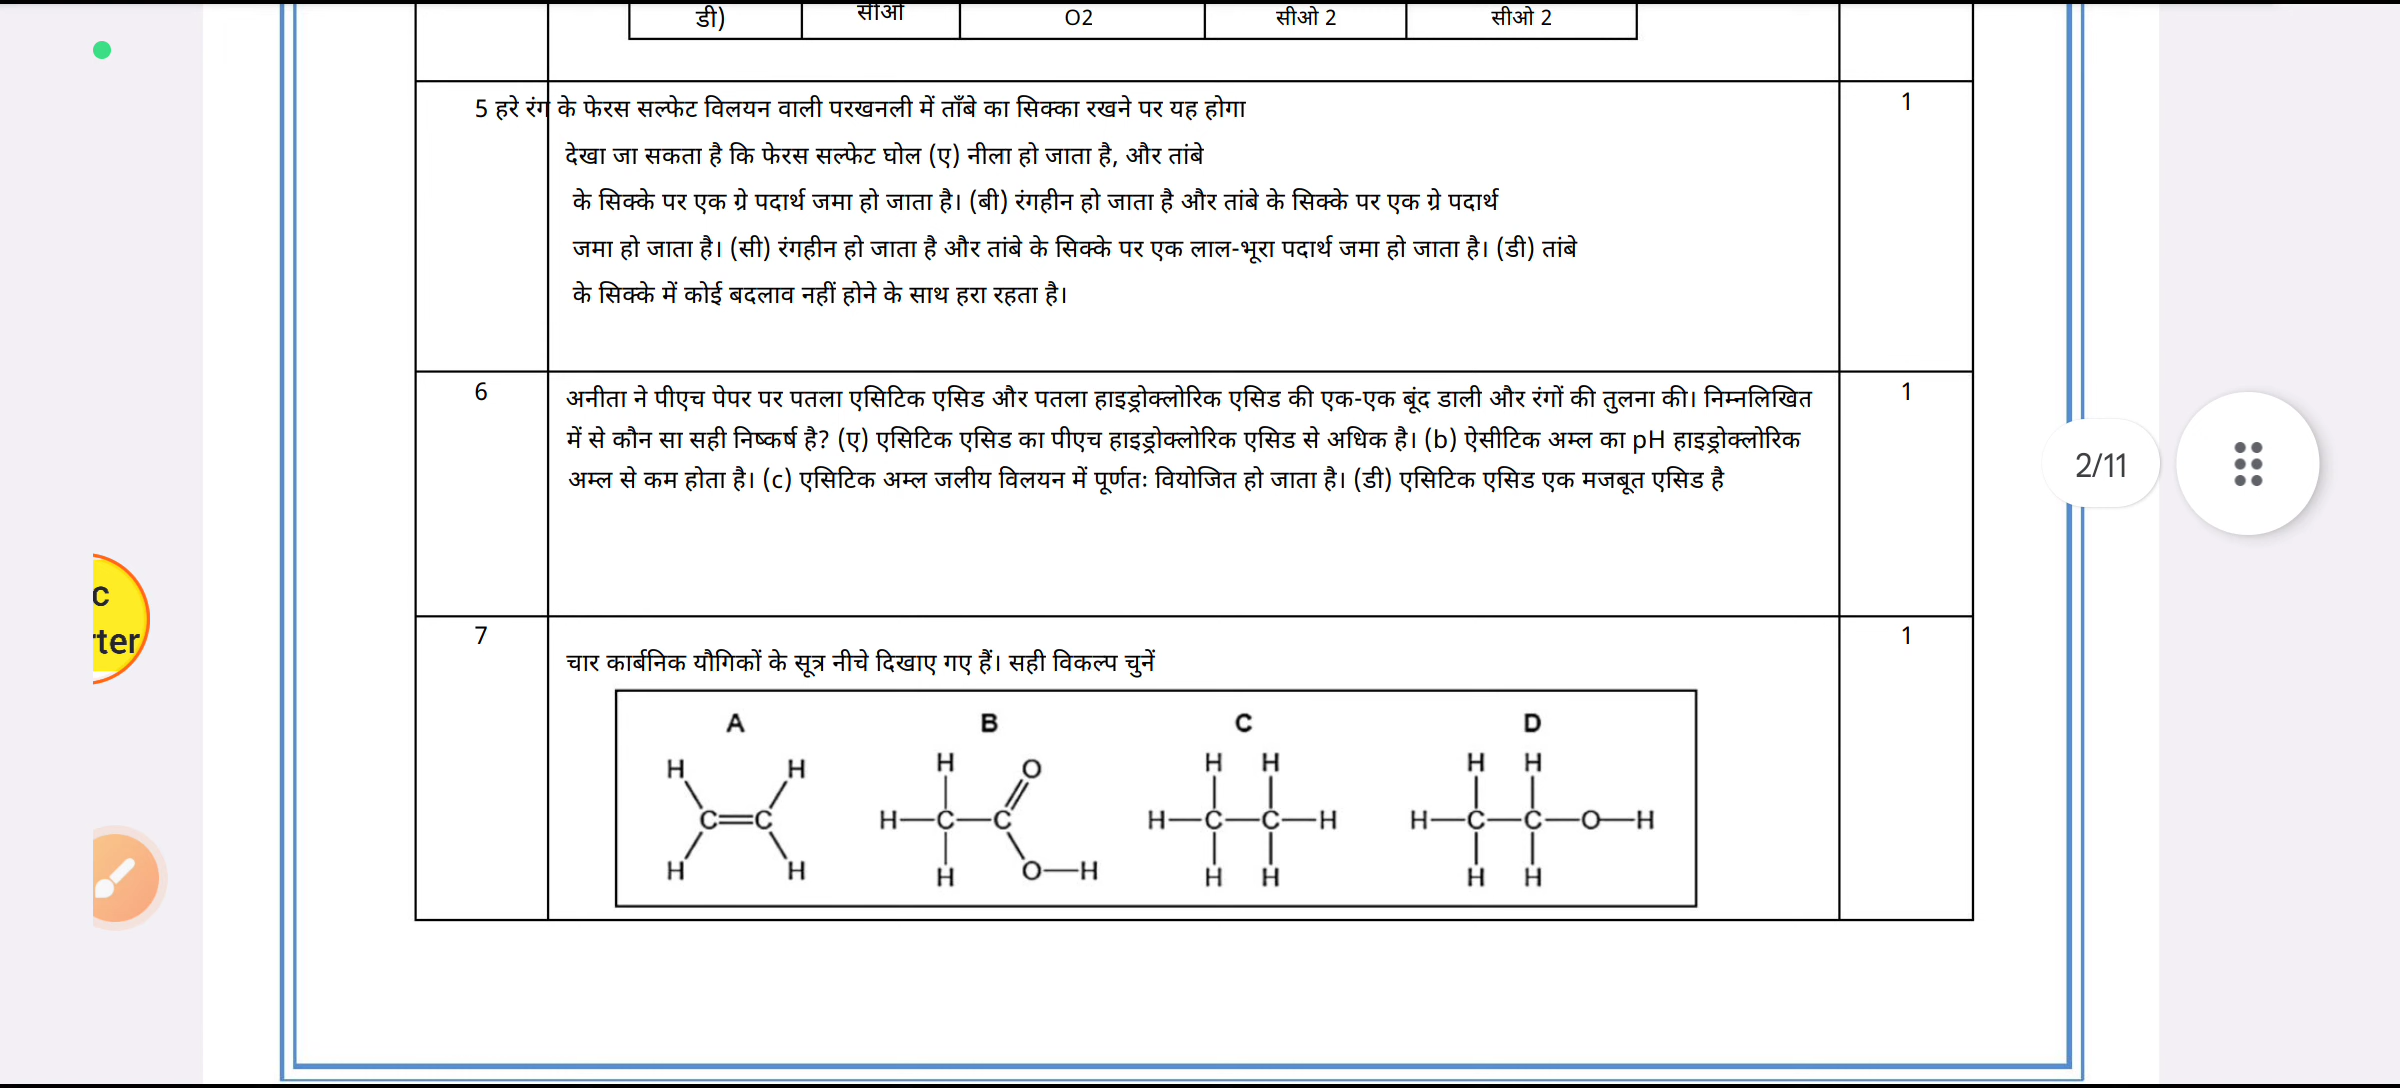 डी) सीओ O2 सीओ 2 सीओ 2
5 हरे रंग के फेरस सल्फेट विलयन वाली परखनली में ताँबे का सिक्का रखने पर यह होगा 1
देखा जा सकता है कि फेरस सल्फेट घोल (ए) नीला हो जाता है, और तांबे
के सिक्के पर एक ग्रे पदार्थ जमा हो जाता है। (बी) रंगहीन हो जाता है और तांबे के सिक्के पर एक ग्रे पदार्थ
जमा हो जाता है। (सी) रंगहीन हो जाता है और तांबे के सिक्के पर एक लाल-भूरा पदार्थ जमा हो जाता है। (डी) तांबे
के सिक्के में कोई बदलाव नहीं होने के साथ हरा रहता है।
6 अनीता ने पीएच पेपर पर पतला एसिटिक एसिड और पतला हाइड्रोक्लोरिक एसिड की एक-एक बूंद डाली और रंगों की तुलना की। निम्नलिखित 1
में से कौन सा सही निष्कर्ष है? (ए) एसिटिक एसिड का पीएच हाइड्रोक्लोरिक एसिड से अधिक है। (b) ऐसीटिक अम्ल का pH हाइड्रोक्लोरिक
अम्ल से कम होता है। (c) एसिटिक अम्ल जलीय विलयन में पूर्णतः वियोजित हो जाता है। (डी) एसिटिक एसिड एक मजबूत एसिड है
2/11
c
ter
7 1
चार कार्बनिक यौगिकों के सूत्र नीचे दिखाए गए हैं। सही विकल्प चुनें
A B C D
H H H O H H H H
C=C H—C—C H—C—C—H H—C—C—O—H
H H H O—H H H H H